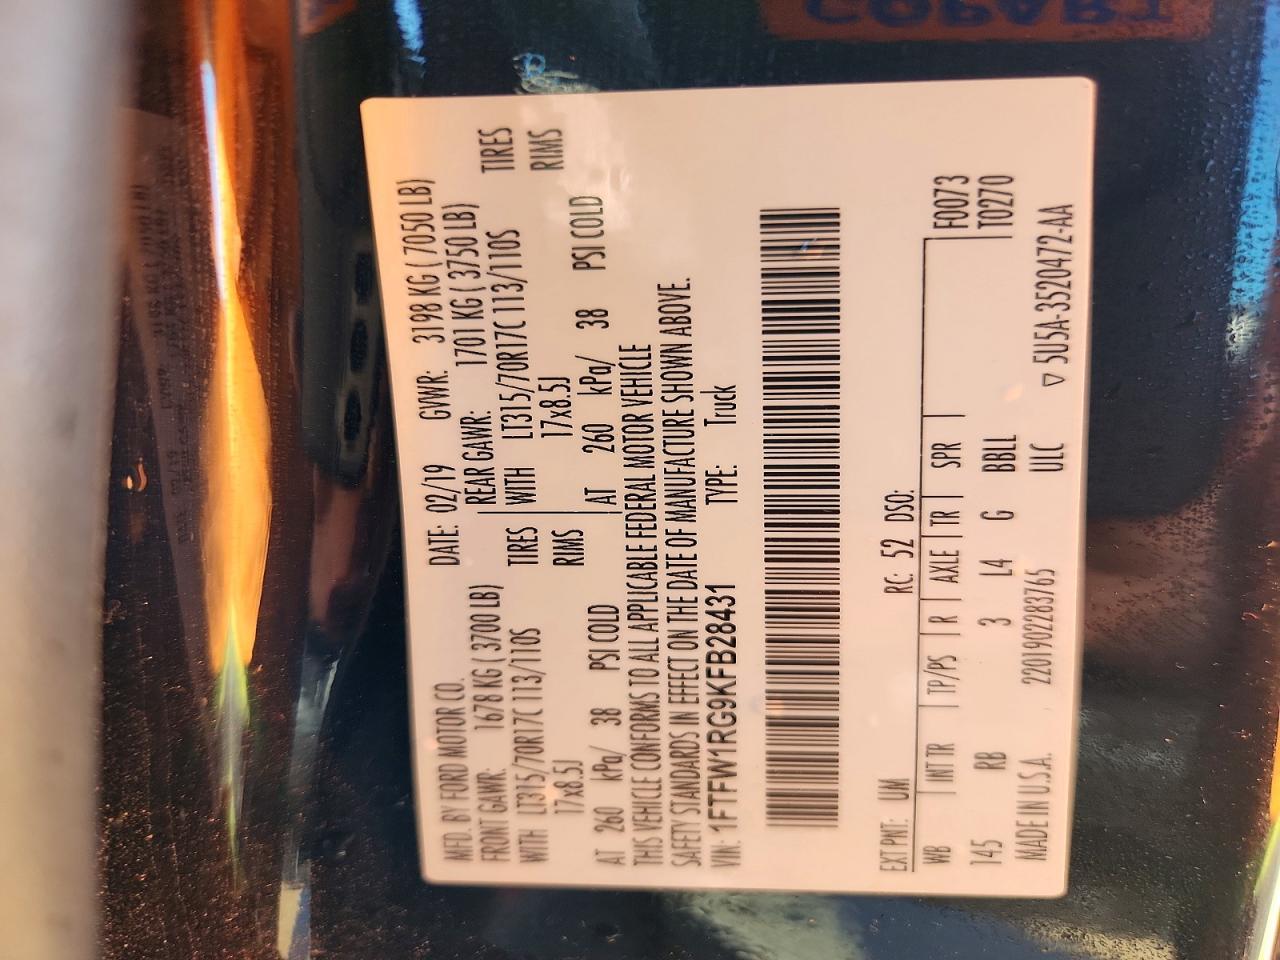 COPART
MFD. BY FORD MOTOR CO. DATE: 02/19 GVWR: 3198 KG ( 7050 LB)
FRONT GAWR: 1678 KG ( 3700 LB) REAR GAWR: 1701 KG ( 3750 LB)
WITH LT315/70R17C 113/110S TIRES WITH LT315/70R17C 113/110S TIRES
17x8.5J RIMS 17x8.5J RIMS
AT 260 kPa/ 38 PSI COLD AT 260 kPa/ 38 PSI COLD
THIS VEHICLE CONFORMS TO ALL APPLICABLE FEDERAL MOTOR VEHICLE
SAFETY STANDARDS IN EFFECT ON THE DATE OF MANUFACTURE SHOWN ABOVE.
VIN: 1FTFW1RG9KFB28431 TYPE: Truck
EXT PNT: UM RC: 52 DSO:
WB INT TR TP/PS R AXLE TR SPR F0073
145 RB 3 L4 G BBLL T0270
MADE IN U.S.A. 2201902283765 ULC
▽ 5U5A-3520472-AA